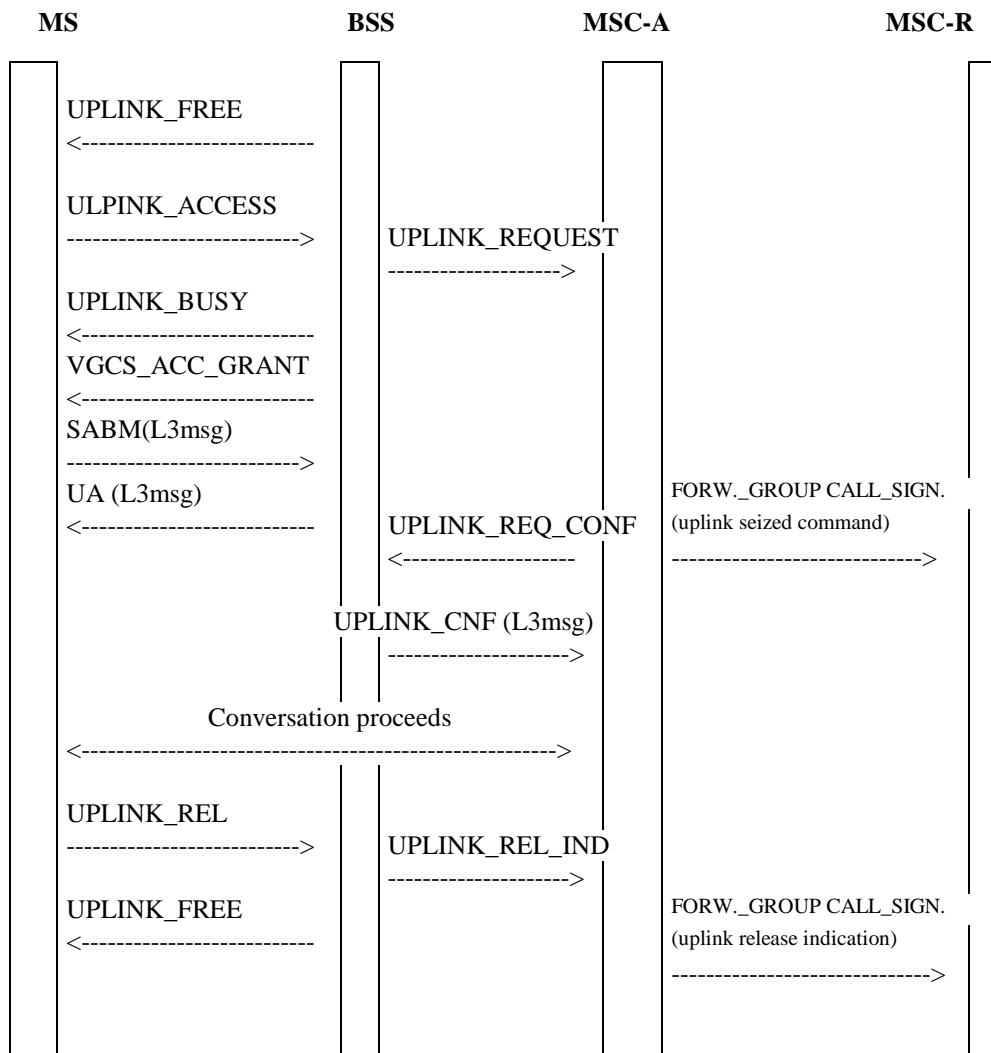 MS BSS MSC-A MSC-R
UPLINK_FREE
<---------------------------
ULPINK_ACCESS
---------------------------> UPLINK_REQUEST
-------------------->
UPLINK_BUSY
<---------------------------
VGCS_ACC_GRANT
<---------------------------
SABM(L3msg)
--------------------------->
UA (L3msg) FORW._GROUP CALL_SIGN.
<--------------------------- UPLINK_REQ_CONF (uplink seized command)
<-------------------- ----------------------------->
UPLINK_CNF (L3msg)
--------------------->
Conversation proceeds
<------------------------------------------------------->
UPLINK_REL
---------------------------> UPLINK_REL_IND
--------------------->
UPLINK_FREE FORW._GROUP CALL_SIGN.
<--------------------------- (uplink release indication)
------------------------------>